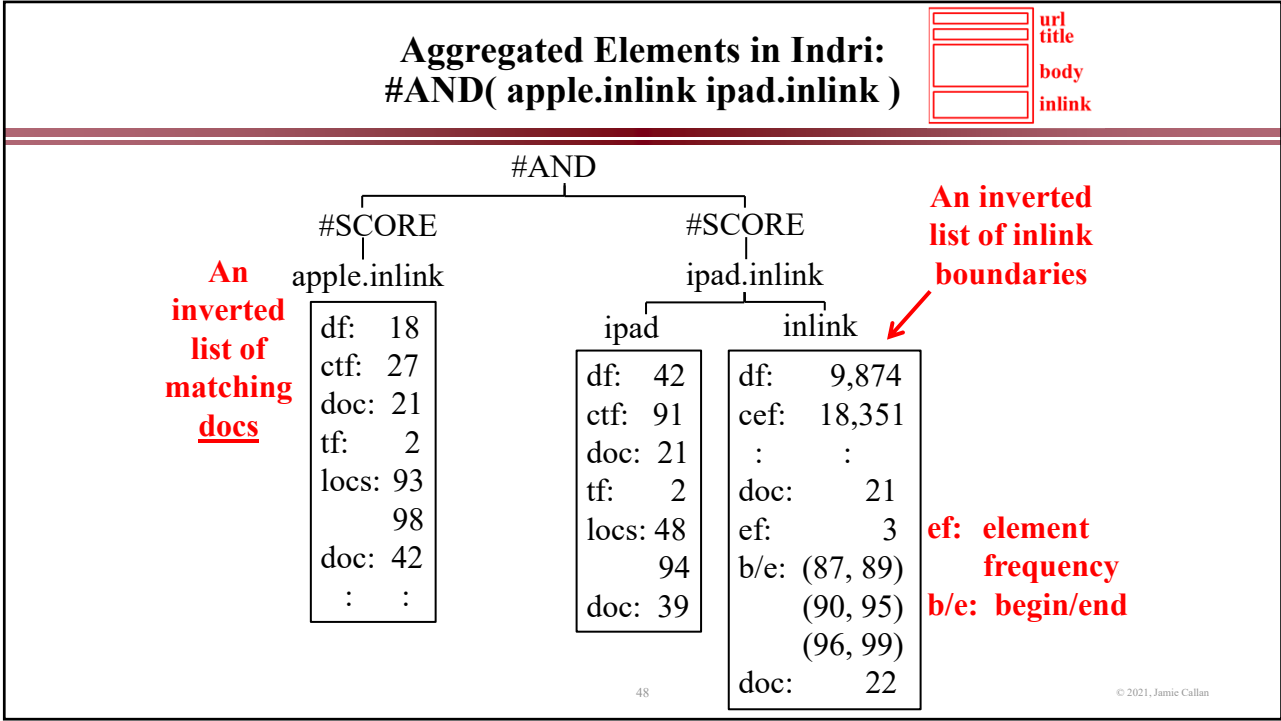 Aggregated Elements in Indri:
#AND( apple.inlink ipad.inlink )
url
title
body
inlink
#AND
#SCORE
#SCORE
apple.inlink
ipad.inlink
An
inverted
list of
matching
docs
df: 18
ctf: 27
doc: 21
tf: 2
locs: 93
98
doc: 42
: :
ipad
df: 42
ctf: 91
doc: 21
tf: 2
locs: 48
94
doc: 39
inlink
df: 9,874
cef: 18,351
: :
doc: 21
ef: 3
b/e: (87, 89)
(90, 95)
(96, 99)
doc: 22
An inverted
list of inlink
boundaries
ef: element
frequency
b/e: begin/end
48
© 2021, Jamie Callan